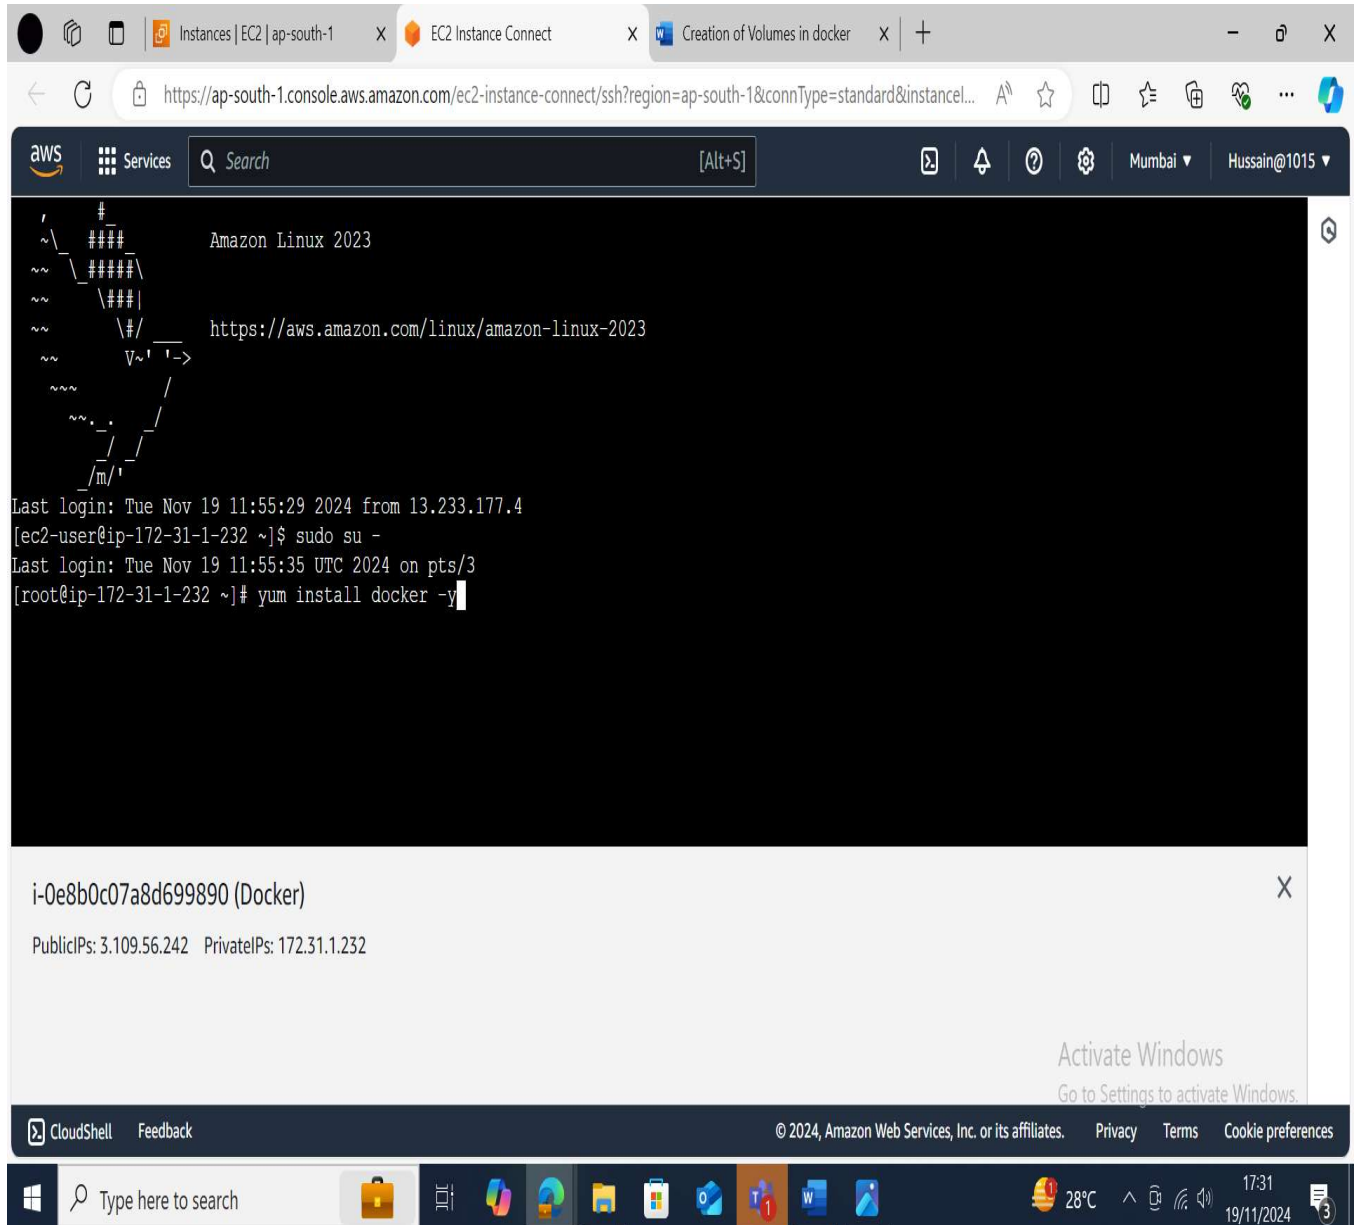 Instances | EC2 | ap-south-1
EC2 Instance Connect
Creation of Volumes in docker
https://ap-south-1.console.aws.amazon.com/ec2-instance-connect/ssh?region=ap-south-1&connType=standard&instanceI...
aws
Services
Search
[Alt+S]
Mumbai
Hussain@1015
,     #_
~\_  ####_        Amazon Linux 2023
~~  \_#####\
~~     \###|
~~       \#/ ___   https://aws.amazon.com/linux/amazon-linux-2023
~~       V~' '->
~~~         /
~~._.   _/
_/ _/
_/m/'
Last login: Tue Nov 19 11:55:29 2024 from 13.233.177.4
[ec2-user@ip-172-31-1-232 ~]$ sudo su -
Last login: Tue Nov 19 11:55:35 UTC 2024 on pts/3
[root@ip-172-31-1-232 ~]# yum install docker -y
i-0e8b0c07a8d699890 (Docker)
PublicIPs: 3.109.56.242   PrivateIPs: 172.31.1.232
Activate Windows
Go to Settings to activate Windows.
CloudShell
Feedback
© 2024, Amazon Web Services, Inc. or its affiliates.
Privacy
Terms
Cookie preferences
Type here to search
1
1
28°C
17:31
19/11/2024
3